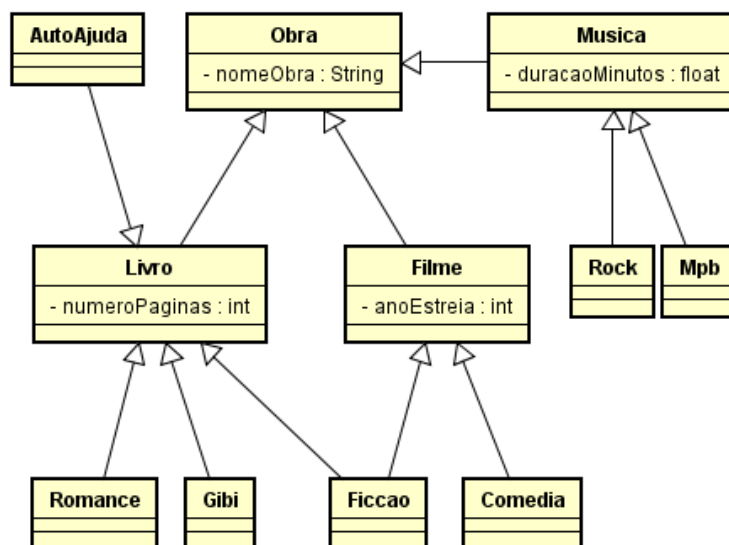 AutoAjuda
Obra
- nomeObra : String
Musica
- duracaoMinutos : float
Livro
- numeroPaginas : int
Filme
- anoEstreia : int
Rock
Mpb
Romance
Gibi
Ficcao
Comedia